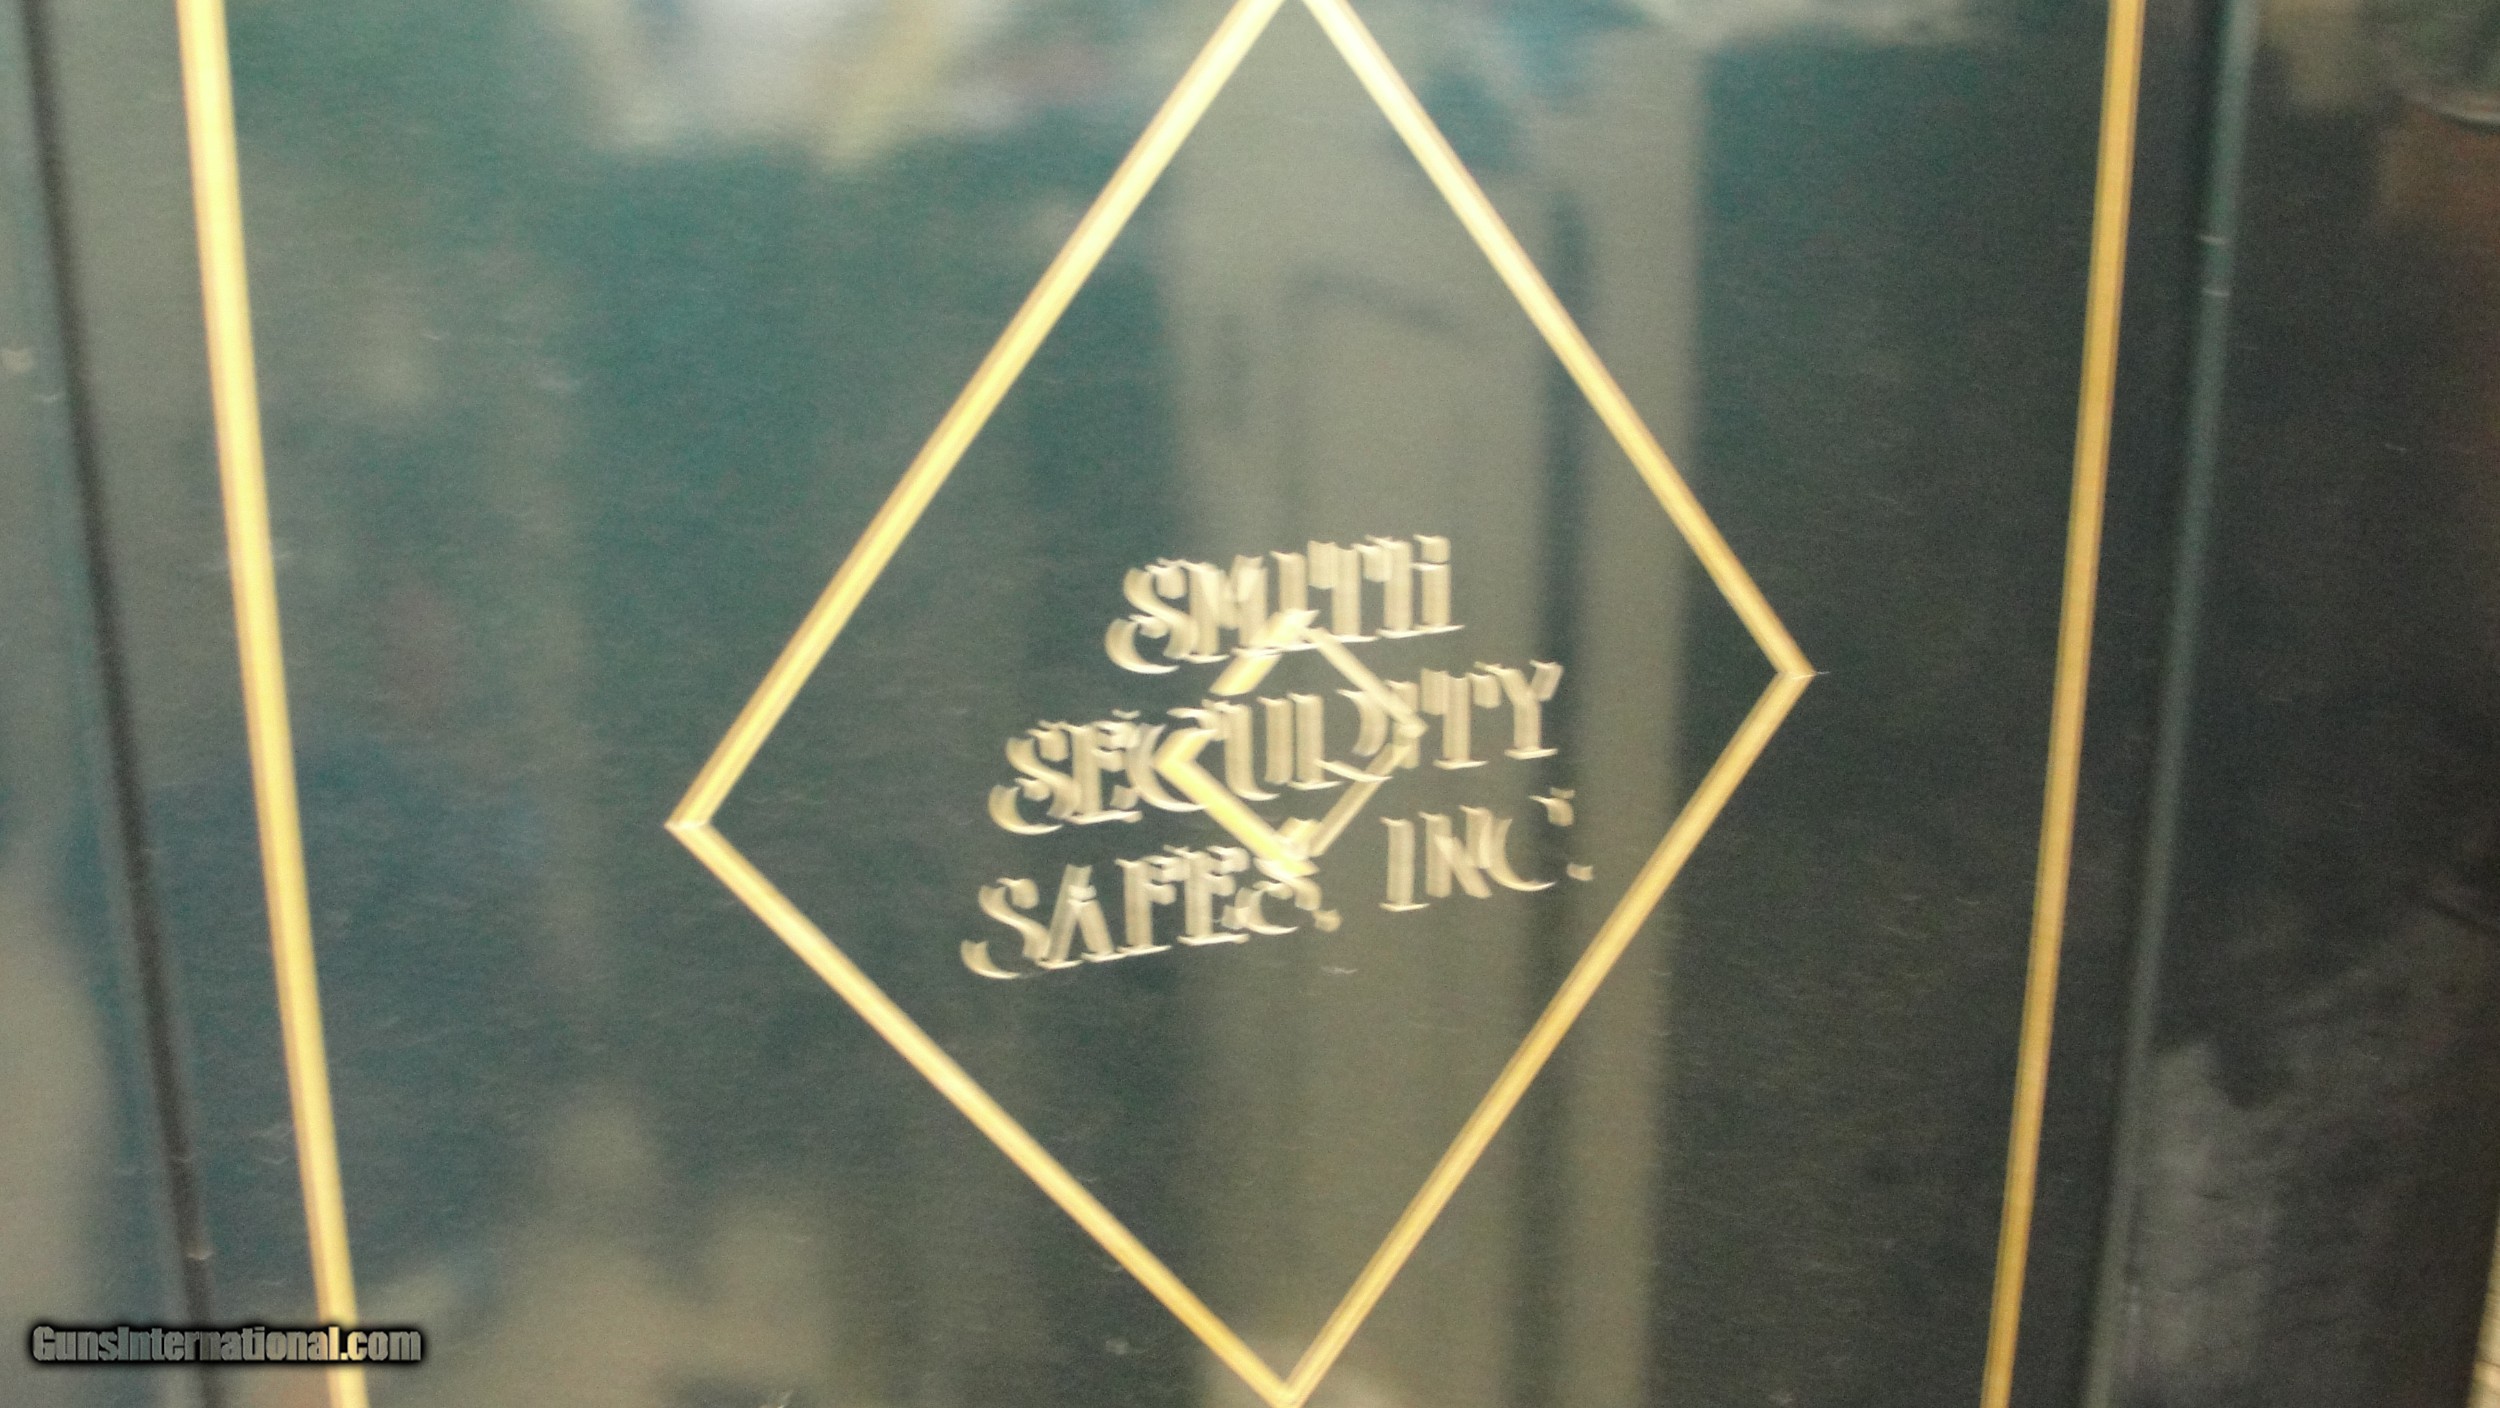 SMITH
SECURITY
SAFES, INC.
GunsInternational.com